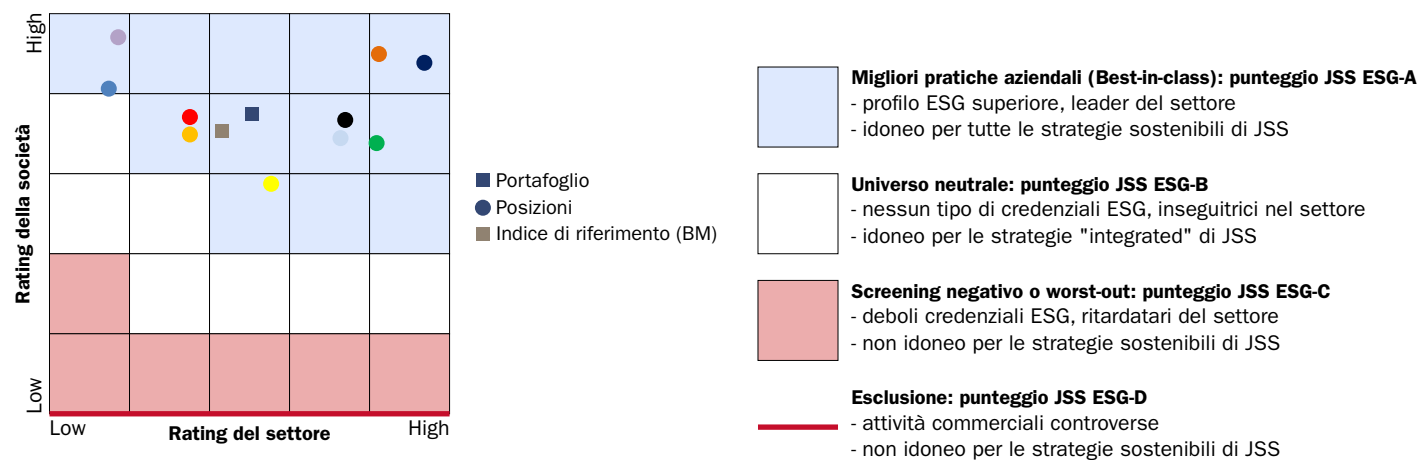 High
Rating della società
Low
Low
Rating del settore
High
Portafoglio
Posizioni
Indice di riferimento (BM)
Migliori pratiche aziendali (Best-in-class): punteggio JSS ESG-A
- profilo ESG superiore, leader del settore
- idoneo per tutte le strategie sostenibili di JSS
Universo neutrale: punteggio JSS ESG-B
- nessun tipo di credenziali ESG, inseguitrici nel settore
- idoneo per le strategie "integrated" di JSS
Screening negativo o worst-out: punteggio JSS ESG-C
- deboli credenziali ESG, ritardatari del settore
- non idoneo per le strategie sostenibili di JSS
Esclusione: punteggio JSS ESG-D
- attività commerciali controverse
- non idoneo per le strategie sostenibili di JSS